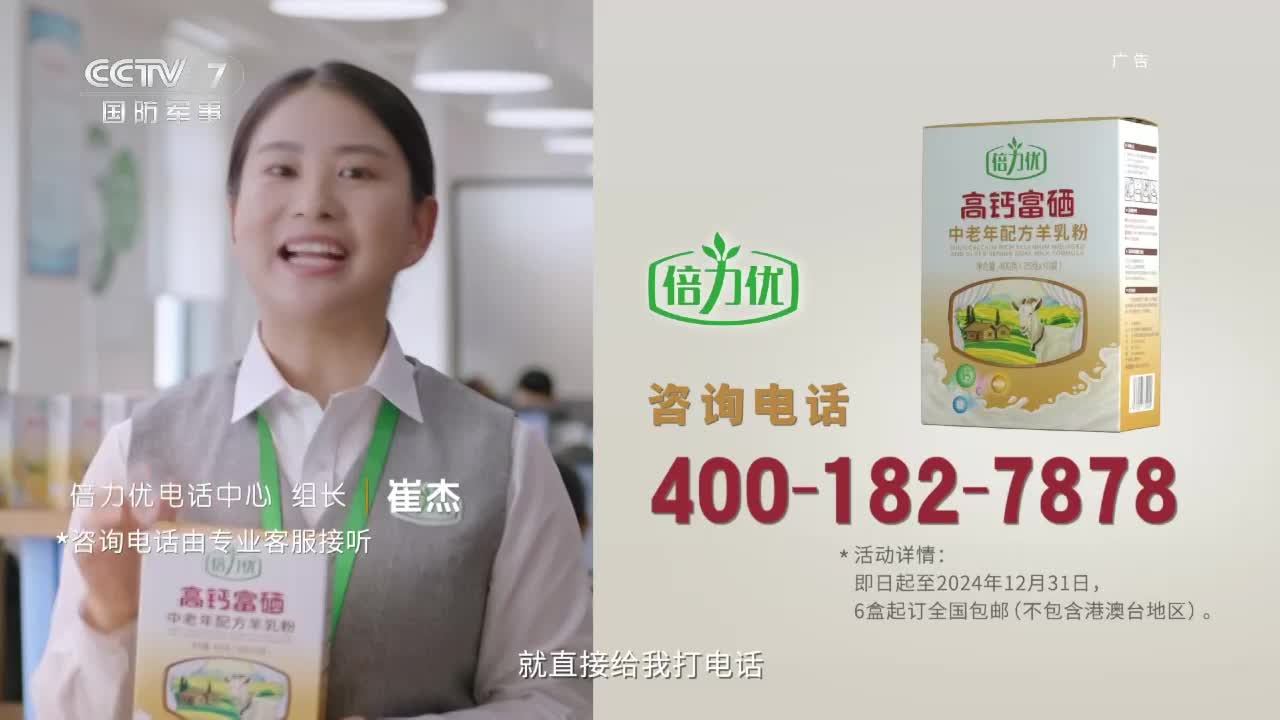 CCTV 7
国防军事
广告
倍力优
高钙富硒
中老年配方羊乳粉
倍力优
咨询电话
400-182-7878
*活动详情：
即日起至2024年12月31日，
6盒起订全国包邮（不包含港澳台地区）。
倍力优电话中心 组长 崔杰
*咨询电话由专业客服接听
倍力优
高钙富硒
中老年配方羊乳粉
就直接给我打电话